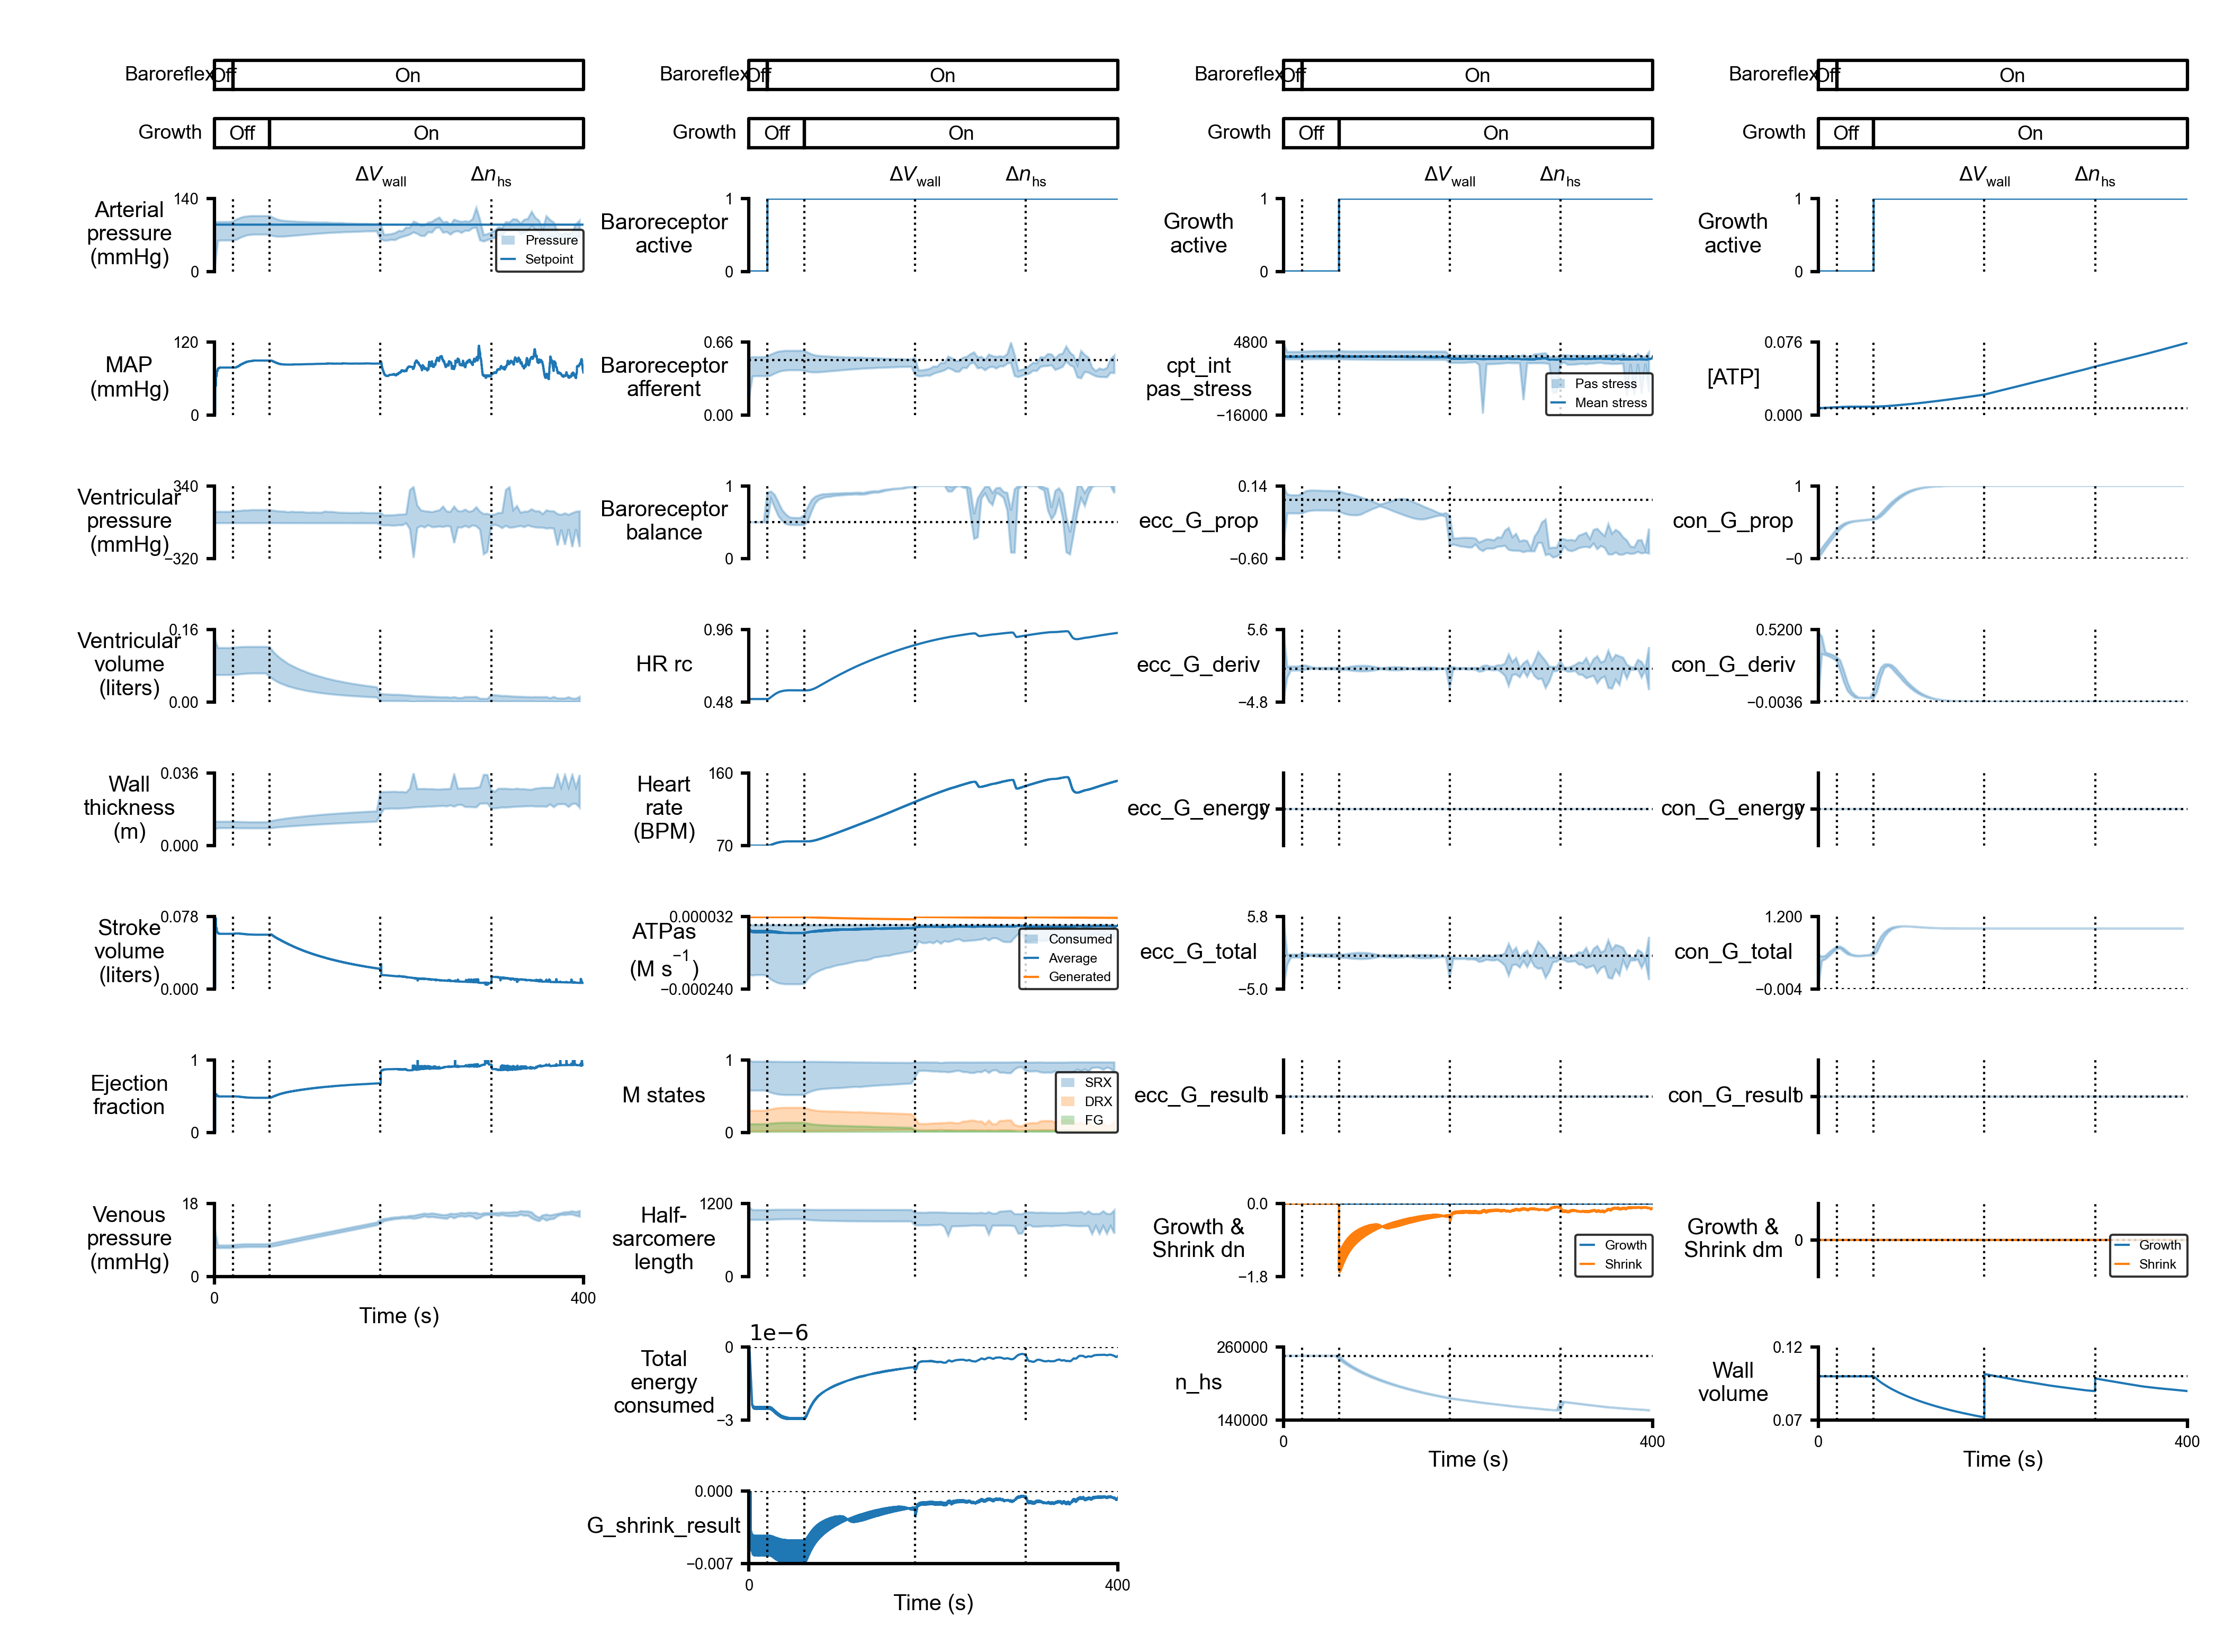 Baroreflex Off On
Growth Off On
ΔV_wall Δn_hs
Arterial
pressure
(mmHg)
140
0
Pressure
Setpoint
MAP
(mmHg)
120
0
Ventricular
pressure
(mmHg)
340
−320
Ventricular
volume
(liters)
0.16
0.00
Wall
thickness
(m)
0.036
0.000
Stroke
volume
(liters)
0.078
0.000
Ejection
fraction
1
0
Venous
pressure
(mmHg)
18
0
0 400
Time (s)
Baroreflex Off On
Growth Off On
ΔV_wall Δn_hs
Baroreceptor
active
1
0
Baroreceptor
afferent
0.66
0.00
Baroreceptor
balance
1
0
HR rc
0.96
0.48
Heart
rate
(BPM)
160
70
ATPas
(M s⁻¹)
0.000032
−0.000240
Consumed
Average
Generated
M states
1
0
SRX
DRX
FG
Half-
sarcomere
length
1200
0
1e−6
Total
energy
consumed
0
−3
G_shrink_result
0.000
−0.007
0 400
Time (s)
Baroreflex Off On
Growth Off On
ΔV_wall Δn_hs
Growth
active
1
0
cpt_int
pas_stress
4800
−16000
Pas stress
Mean stress
ecc_G_prop
0.14
−0.60
ecc_G_deriv
5.6
−4.8
ecc_G_energy
0
ecc_G_total
5.8
−5.0
ecc_G_result
0
Growth &
Shrink dn
0.0
−1.8
Growth
Shrink
n_hs
260000
140000
0 400
Time (s)
Baroreflex Off On
Growth Off On
ΔV_wall Δn_hs
Growth
active
1
0
[ATP]
0.076
0.000
con_G_prop
1
−0
con_G_deriv
0.5200
−0.0036
con_G_energy
0
con_G_total
1.200
−0.004
con_G_result
0
Growth &
Shrink dm
0
Growth
Shrink
Wall
volume
0.12
0.07
0 400
Time (s)